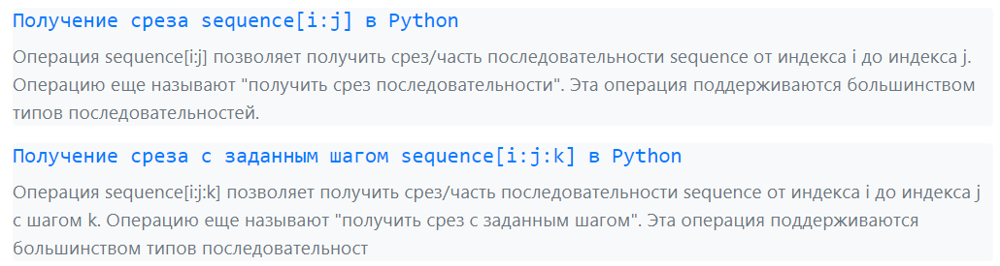 Получение среза sequence[i:j] в Python
Операция sequence[i:j] позволяет получить срез/часть последовательности sequence от индекса i до индекса j.
Операцию еще называют "получить срез последовательности". Эта операция поддерживаются большинством
типов последовательностей.
Получение среза с заданным шагом sequence[i:j:k] в Python
Операция sequence[i:j:k] позволяет получить срез/часть последовательности sequence от индекса i до индекса j
с шагом k. Операцию еще называют "получить срез с заданным шагом". Эта операция поддерживаются
большинством типов последовательност